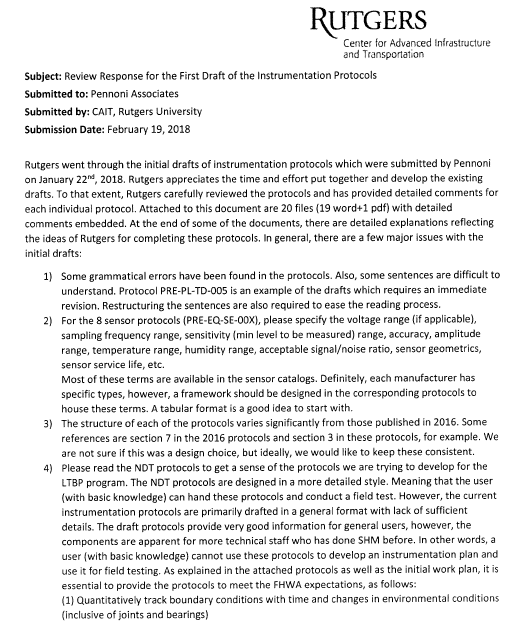 RUTGERS
Center for Advanced Infrastructure
and Transportation
Subject: Review Response for the First Draft of the Instrumentation Protocols
Submitted to: Pennoni Associates
Submitted by: CAIT, Rutgers University
Submission Date: February 19, 2018
Rutgers went through the initial drafts of instrumentation protocols which were submitted by Pennoni
on January 22nd, 2018. Rutgers appreciates the time and effort put together and develop the existing
drafts. To that extent, Rutgers carefully reviewed the protocols and has provided detailed comments for
each individual protocol. Attached to this document are 20 files (19 word+1 pdf) with detailed
comments embedded. At the end of some of the documents, there are detailed explanations reflecting
the ideas of Rutgers for completing these protocols. In general, there are a few major issues with the
initial drafts:
1) Some grammatical errors have been found in the protocols. Also, some sentences are difficult to
understand. Protocol PRE-PL-TD-005 is an example of the drafts which requires an immediate
revision. Restructuring the sentences are also required to ease the reading process.
2) For the 8 sensor protocols (PRE-EQ-SE-00X), please specify the voltage range (if applicable),
sampling frequency range, sensitivity (min level to be measured) range, accuracy, amplitude
range, temperature range, humidity range, acceptable signal/noise ratio, sensor geometrics,
sensor service life, etc.
Most of these terms are available in the sensor catalogs. Definitely, each manufacturer has
specific types, however, a framework should be designed in the corresponding protocols to
house these terms. A tabular format is a good idea to start with.
3) The structure of each of the protocols varies significantly from those published in 2016. Some
references are section 7 in the 2016 protocols and section 3 in these protocols, for example. We
are not sure if this was a design choice, but ideally, we would like to keep these consistent.
4) Please read the NDT protocols to get a sense of the protocols we are trying to develop for the
LTBP program. The NDT protocols are designed in a more detailed style. Meaning that the user
(with basic knowledge) can hand these protocols and conduct a field test. However, the current
instrumentation protocols are primarily drafted in a general format with lack of sufficient
details. The draft protocols provide very good information for general users, however, the
components are apparent for more technical staff who has done SHM before. In other words, a
user (with basic knowledge) cannot use these protocols to develop an instrumentation plan and
use it for field testing. As explained in the attached protocols as well as the initial work plan, it is
essential to provide the protocols to meet the FHWA expectations, as follows:
(1) Quantitatively track boundary conditions with time and changes in environmental conditions
(inclusive of joints and bearings)